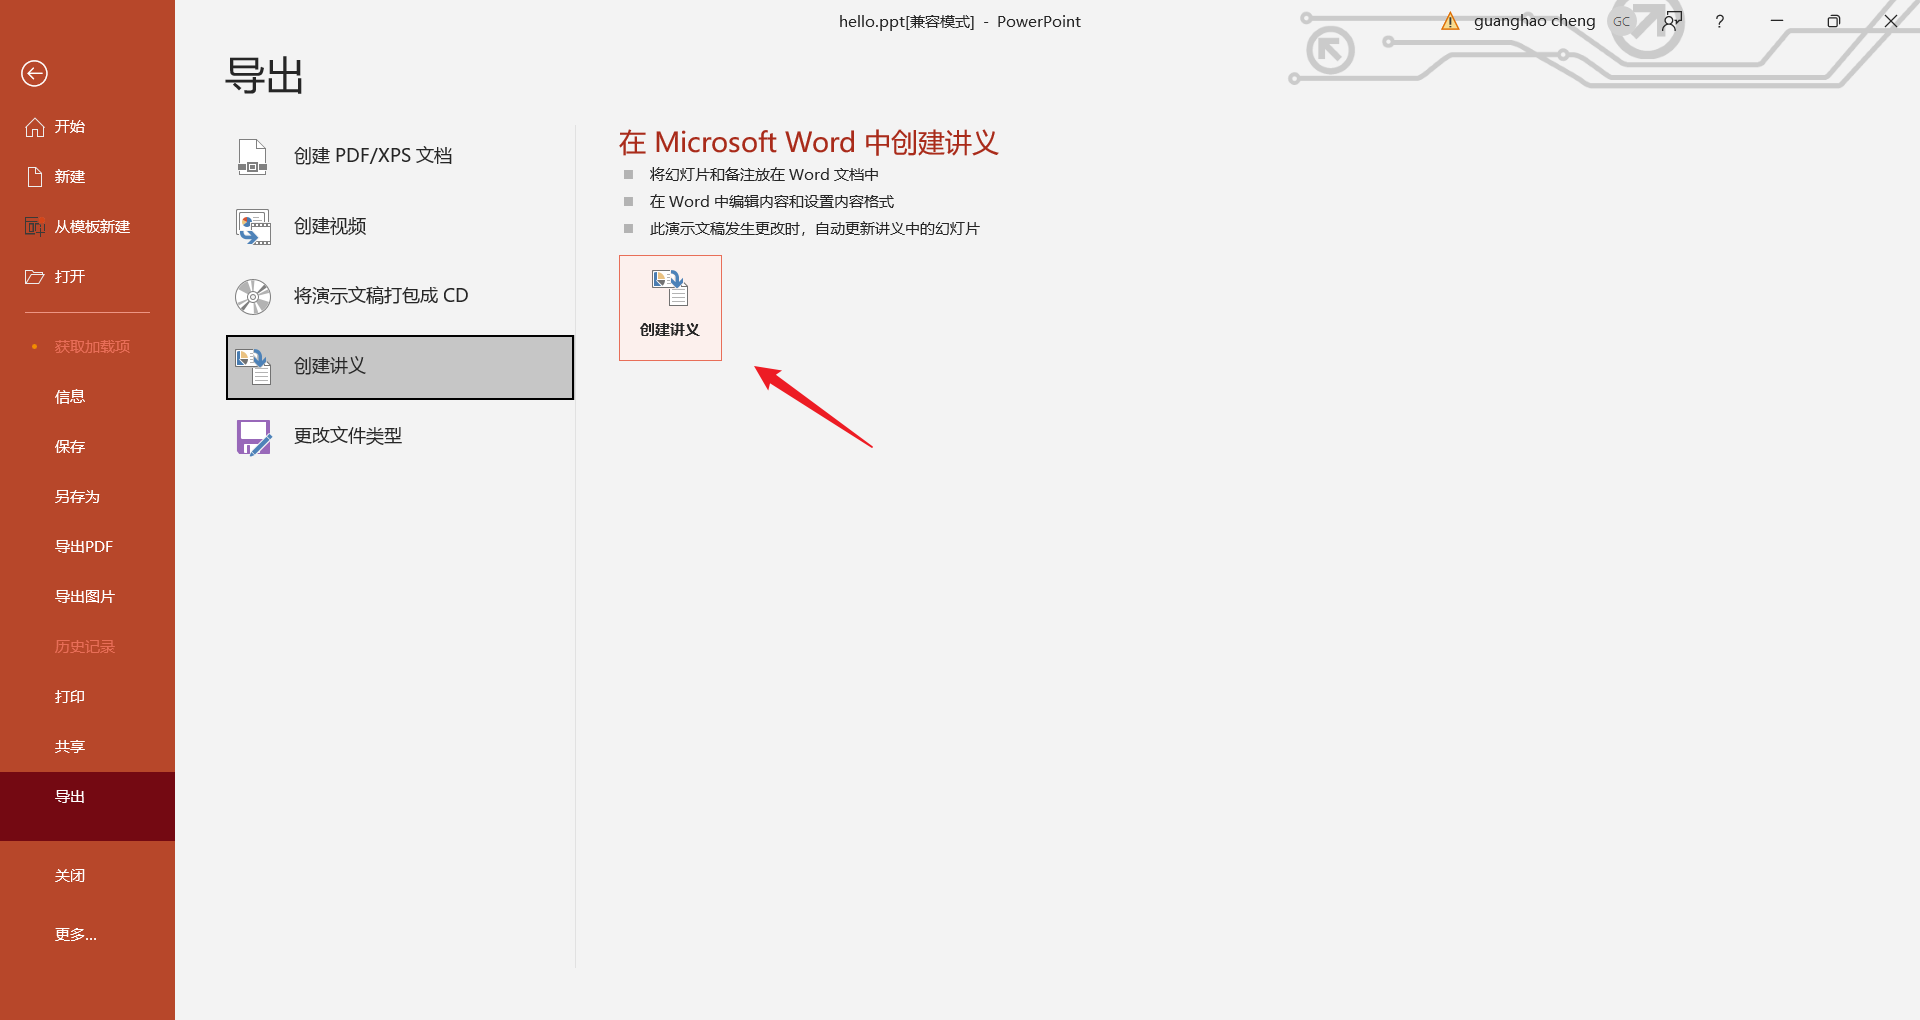 hello.ppt[兼容模式] - PowerPoint
guanghao cheng GC ?
导出
开始
新建
从模板新建
打开
获取加载项
信息
保存
另存为
导出PDF
导出图片
历史记录
打印
共享
导出
关闭
更多...
创建 PDF/XPS 文档
创建视频
将演示文稿打包成 CD
创建讲义
更改文件类型
在 Microsoft Word 中创建讲义
将幻灯片和备注放在 Word 文档中
在 Word 中编辑内容和设置内容格式
此演示文稿发生更改时，自动更新讲义中的幻灯片
创建讲义